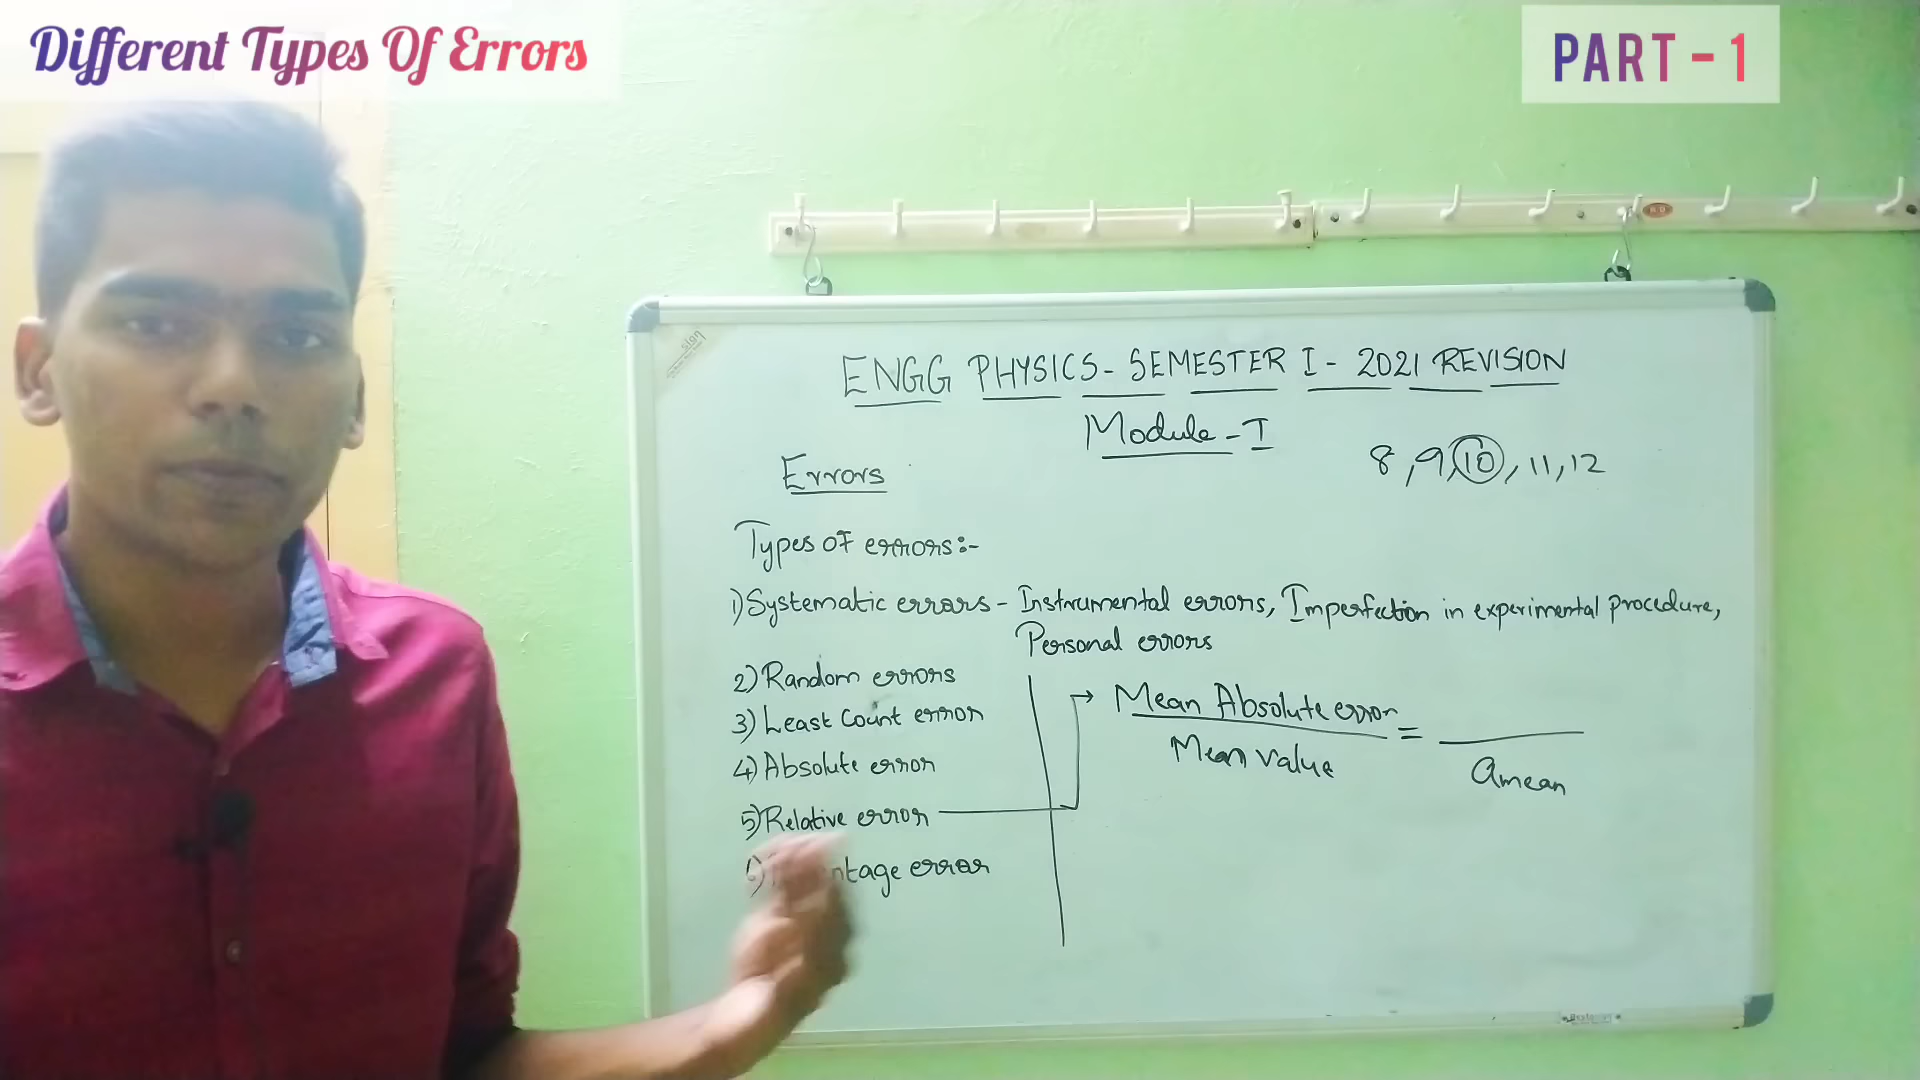 Different Types Of Errors
PART - 1
ENGG PHYSICS - SEMESTER I - 2021 REVISION
Module - I
8, 9, 10, 11, 12
Errors
Types of errors:-
1) Systematic errors - Instrumental errors, Imperfection in experimental procedure,
Personal errors
2) Random errors
3) Least Count error
4) Absolute error
5) Relative error
Mean Absolute error
Mean value
=
amean
error